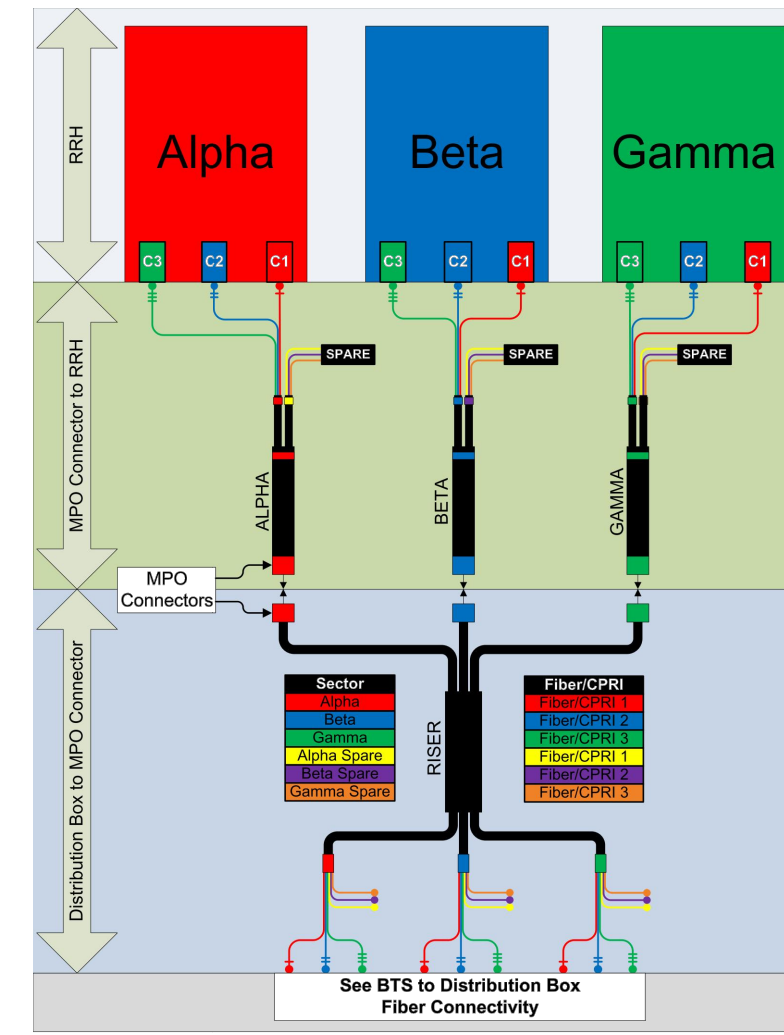 RRH
Alpha
Beta
Gamma
C3
C2
C1
C3
C2
C1
C3
C2
C1
MPO Connector to RRH
SPARE
SPARE
SPARE
ALPHA
BETA
GAMMA
MPO
Connectors
Distribution Box to MPO Connector
Sector
Alpha
Beta
Gamma
Alpha Spare
Beta Spare
Gamma Spare
RISER
Fiber/CPRI
Fiber/CPRI 1
Fiber/CPRI 2
Fiber/CPRI 3
Fiber/CPRI 1
Fiber/CPRI 2
Fiber/CPRI 3
See BTS to Distribution Box
Fiber Connectivity